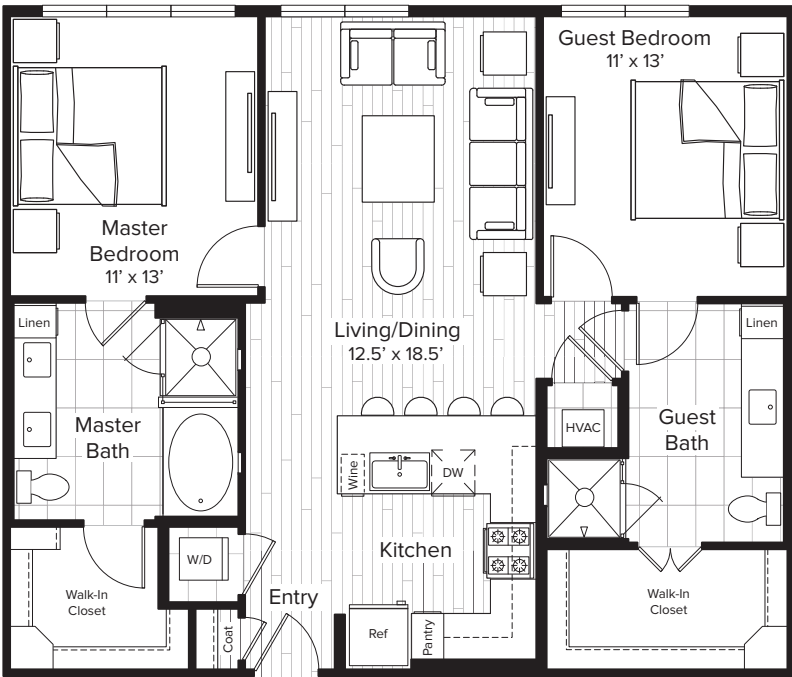 Guest Bedroom
11’ x 13’
Master
Bedroom
11’ x 13’
Living/Dining
12.5’ x 18.5’
Linen
Linen
Master
Bath
Guest
Bath
HVAC
Wine
DW
Kitchen
W/D
Walk-In
Closet
Entry
Walk-In
Closet
Coat
Ref
Pantry